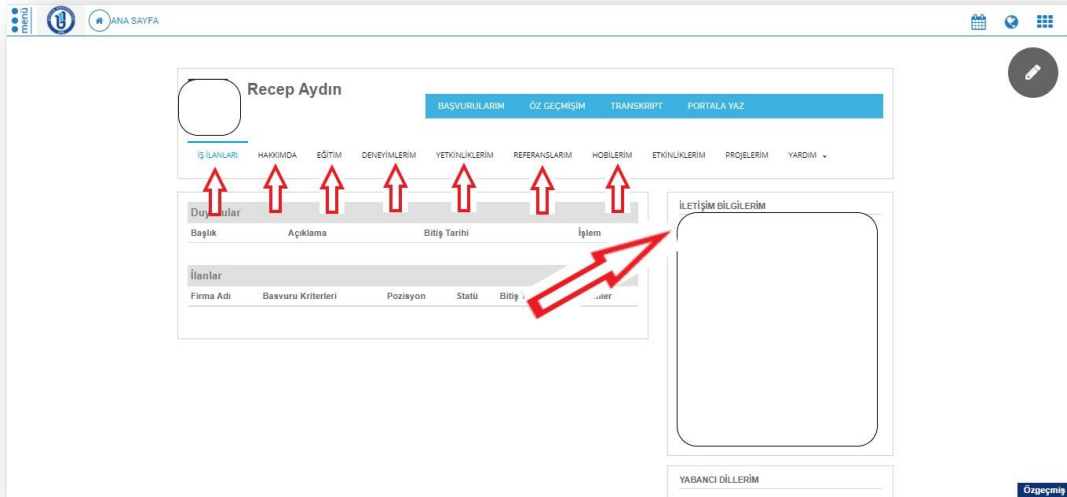 menü
ANA SAYFA
Recep Aydın
BAŞVURULARIM ÖZ GEÇMİŞİM TRANSKRIPT PORTALA YAZ
İŞ İLANLARI HAKKIMDA EĞİTİM DENEYİMLERİM YETKİNLİKLERİM REFERANSLARIM HOBİLERİM ETKİNLİKLERİM PROJELERİM YARDIM
İLETİŞİM BİLGİLERİM
Başlık Açıklama Bitiş Tarihi İşlem
İlanlar
Firma Adı Basvuru Kriterleri Pozisyon Statü Bitiş
YABANCI DİLLERİM
Özgeçmiş